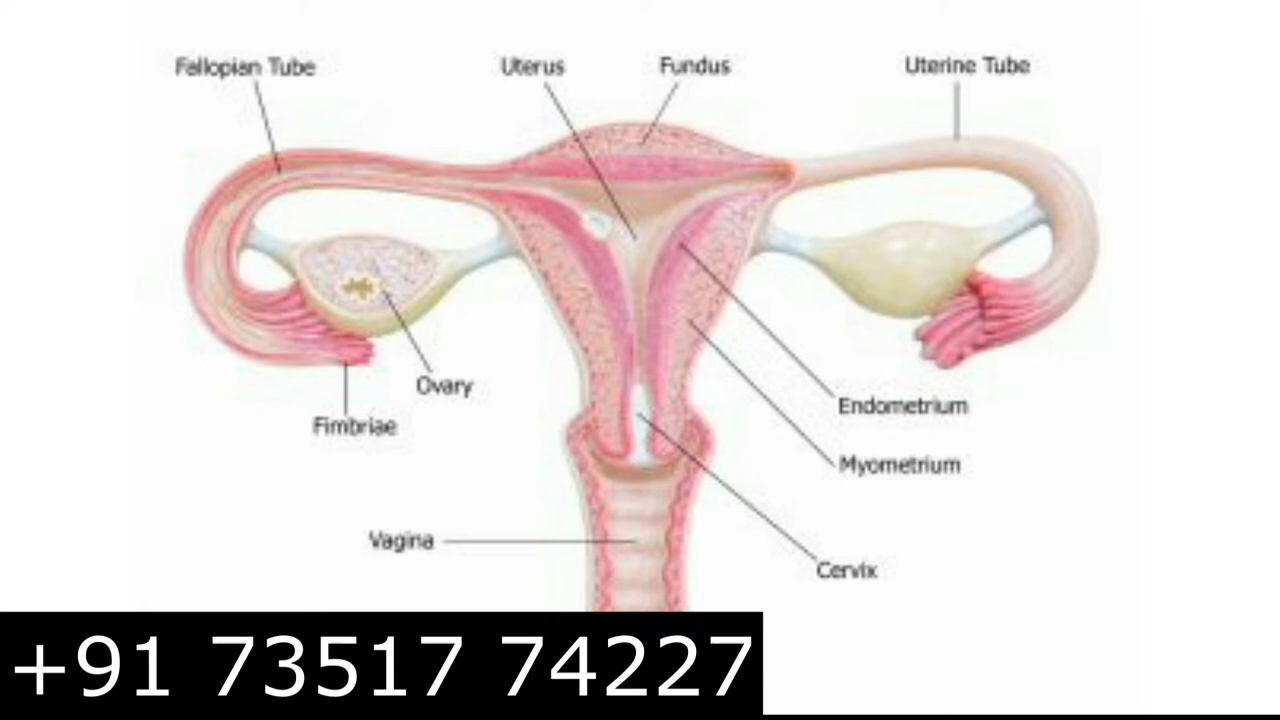 Fallopian Tube
Uterus
Fundus
Uterine Tube
Ovary
Fimbriae
Endometrium
Myometrium
Vagina
Cervix
+91 73517 74227